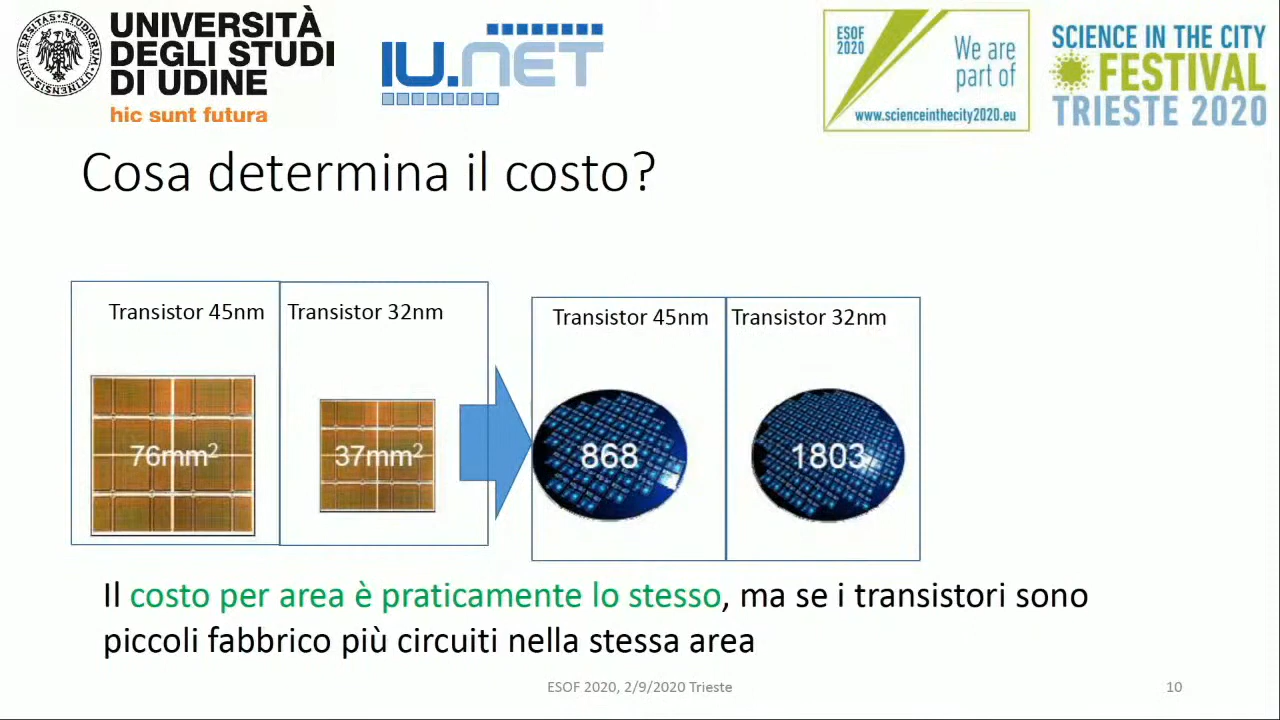 UNIVERSITÀ
DEGLI STUDI
DI UDINE
hic sunt futura
IU.NET
ESOF
2020
We are
part of
www.scienceinthecity2020.eu
SCIENCE IN THE CITY
FESTIVAL
TRIESTE 2020
Cosa determina il costo?
Transistor 45nm
Transistor 32nm
76mm²
37mm²
Transistor 45nm
Transistor 32nm
868
1803
Il costo per area è praticamente lo stesso, ma se i transistori sono
piccoli fabbrico più circuiti nella stessa area
ESOF 2020, 2/9/2020 Trieste
10